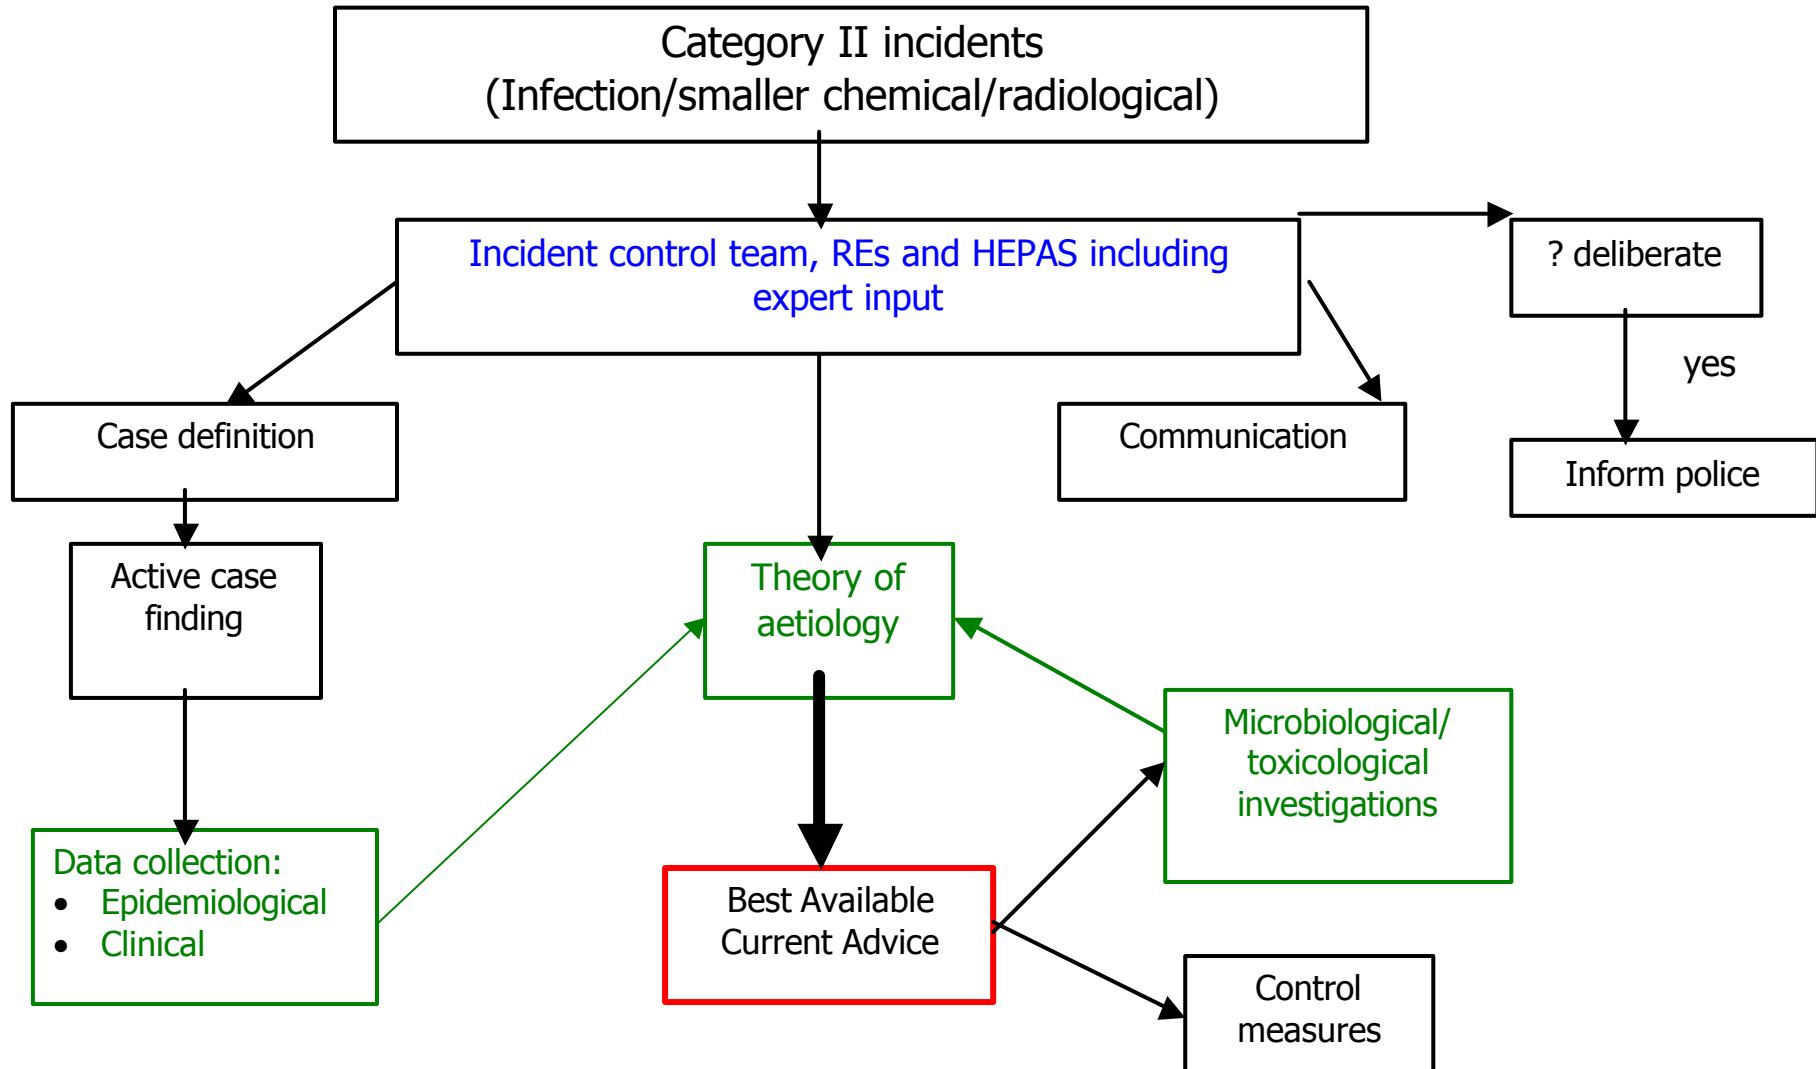 Category II incidents
(Infection/smaller chemical/radiological)
Incident control team, REs and HEPAS including
expert input
? deliberate
yes
Inform police
Case definition
Communication
Active case
finding
Theory of
aetiology
Microbiological/
toxicological
investigations
Data collection:
• Epidemiological
• Clinical
Best Available
Current Advice
Control
measures